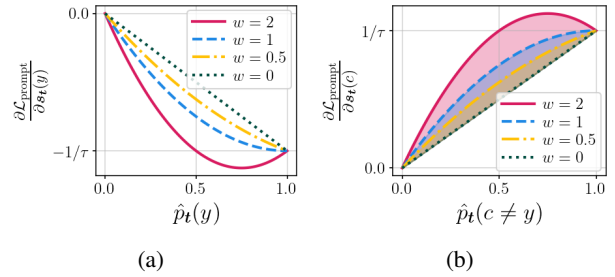 0.0
−1/τ
∂ℒ_prompt / ∂s_t(y)
w = 2
w = 1
w = 0.5
w = 0
0.0 0.5 1.0
p̂_t(y)
(a)
1/τ
0.0
∂ℒ_prompt / ∂s_t(c)
w = 2
w = 1
w = 0.5
w = 0
0.0 0.5 1.0
p̂_t(c ≠ y)
(b)